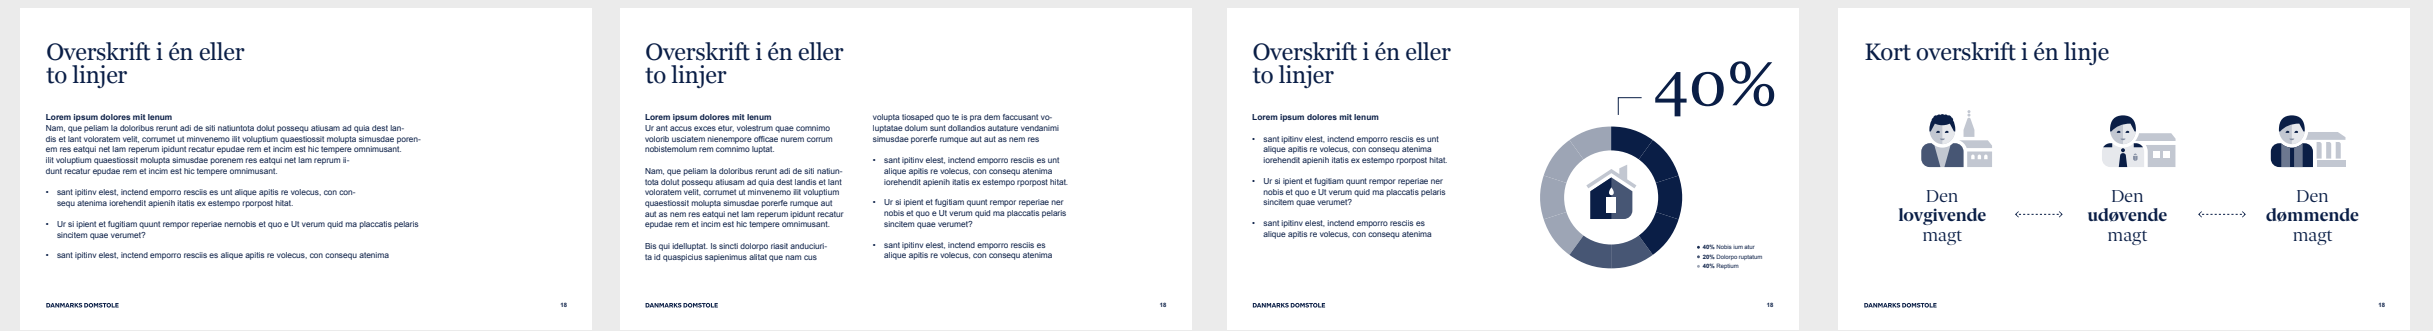 Overskrift i én eller
to linjer
Lorem ipsum dolores mit lenum
Nam, que peliam la doloribus rerunt adi de siti natiuntota dolut possequ atiusam ad quia dest lan-
dis et lant voloratem velit, corrumet ut minvenemo ilit voluptium quaestiossit molupta simusdae poren-
em res eatqui net lam reperum ipidunt recatur epudae rem et incim est hic tempere omnimusant.
ilit voluptium quaestiossit molupta simusdae porenem res eatqui net lam reprum ii-
dunt recatur epudae rem et incim est hic tempere omnimusant.
• sant ipitinv elest, inctend emporro resciis es unt alique apitis re volecus, con con-
sequ atenima iorehendit apienih itatis ex estempo rporpost hitat.
• Ur si ipient et fugitiam quunt rempor reperiae nernobis et quo e Ut verum quid ma placcatis pelaris
sincitem quae verumet?
• sant ipitinv elest, inctend emporro resciis es alique apitis re volecus, con consequ atenima
DANMARKS DOMSTOLE
18
Overskrift i én eller
to linjer
Lorem ipsum dolores mit lenum
Ur ant accus exces etur, volestrum quae comnimo
volorib usciatem nienempore officae nurem corrum
nobistemolum rem comnimo luptat.
Nam, que peliam la doloribus rerunt adi de siti natiun-
tota dolut possequ atiusam ad quia dest landis et lant
voloratem velit, corrumet ut minvenemo ilit voluptium
quaestiossit molupta simusdae porumke aut
aut as nem res eatqui net lam reperum ipidunt recatur
epudae rem et incim est hic tempere omnimusant.
Bis qui idelluptat. Is sincti dolorpo riasit anduciuri-
ta id quaspicius sapienimus alitat que nam cus
volupta tiosaped quo te is pra dem faccusant vo-
luptatae dolum sunt dollandios autature vendanimi
simusdae porerfe rumque aut aut as nem res
• sant ipitinv elest, inctend emporro resciis es unt
alique apitis re volecus, con consequ atenima
iorehendit apienih itatis ex estempo rporpost hitat.
• Ur si ipient et fugitiam quunt rempor reperiae ner
nobis et quo e Ut verum quid ma placcatis pelaris
sincitem quae verumet?
• sant ipitinv elest, inctend emporro resciis es
alique apitis re volecus, con consequ atenima
DANMARKS DOMSTOLE
18
Overskrift i én eller
to linjer
Lorem ipsum dolores mit lenum
• sant ipitinv elest, inctend emporro resciis es unt
alique apitis re volecus, con consequ atenima
iorehendit apienih itatis ex estempo rporpost hitat.
• Ur si ipient et fugitiam quunt rempor reperiae ner
nobis et quo e Ut verum quid ma placcatis pelaris
sincitem quae verumet?
• sant ipitinv elest, inctend emporro resciis es
alique apitis re volecus, con consequ atenima
40%
• 40% Nobis ium atur
• 20% Dolorpo ruptatum
• 40% Reptium
DANMARKS DOMSTOLE
18
Kort overskrift i én linje
Den
lovgivende
magt
Den
udøvende
magt
Den
dømmende
magt
DANMARKS DOMSTOLE
18